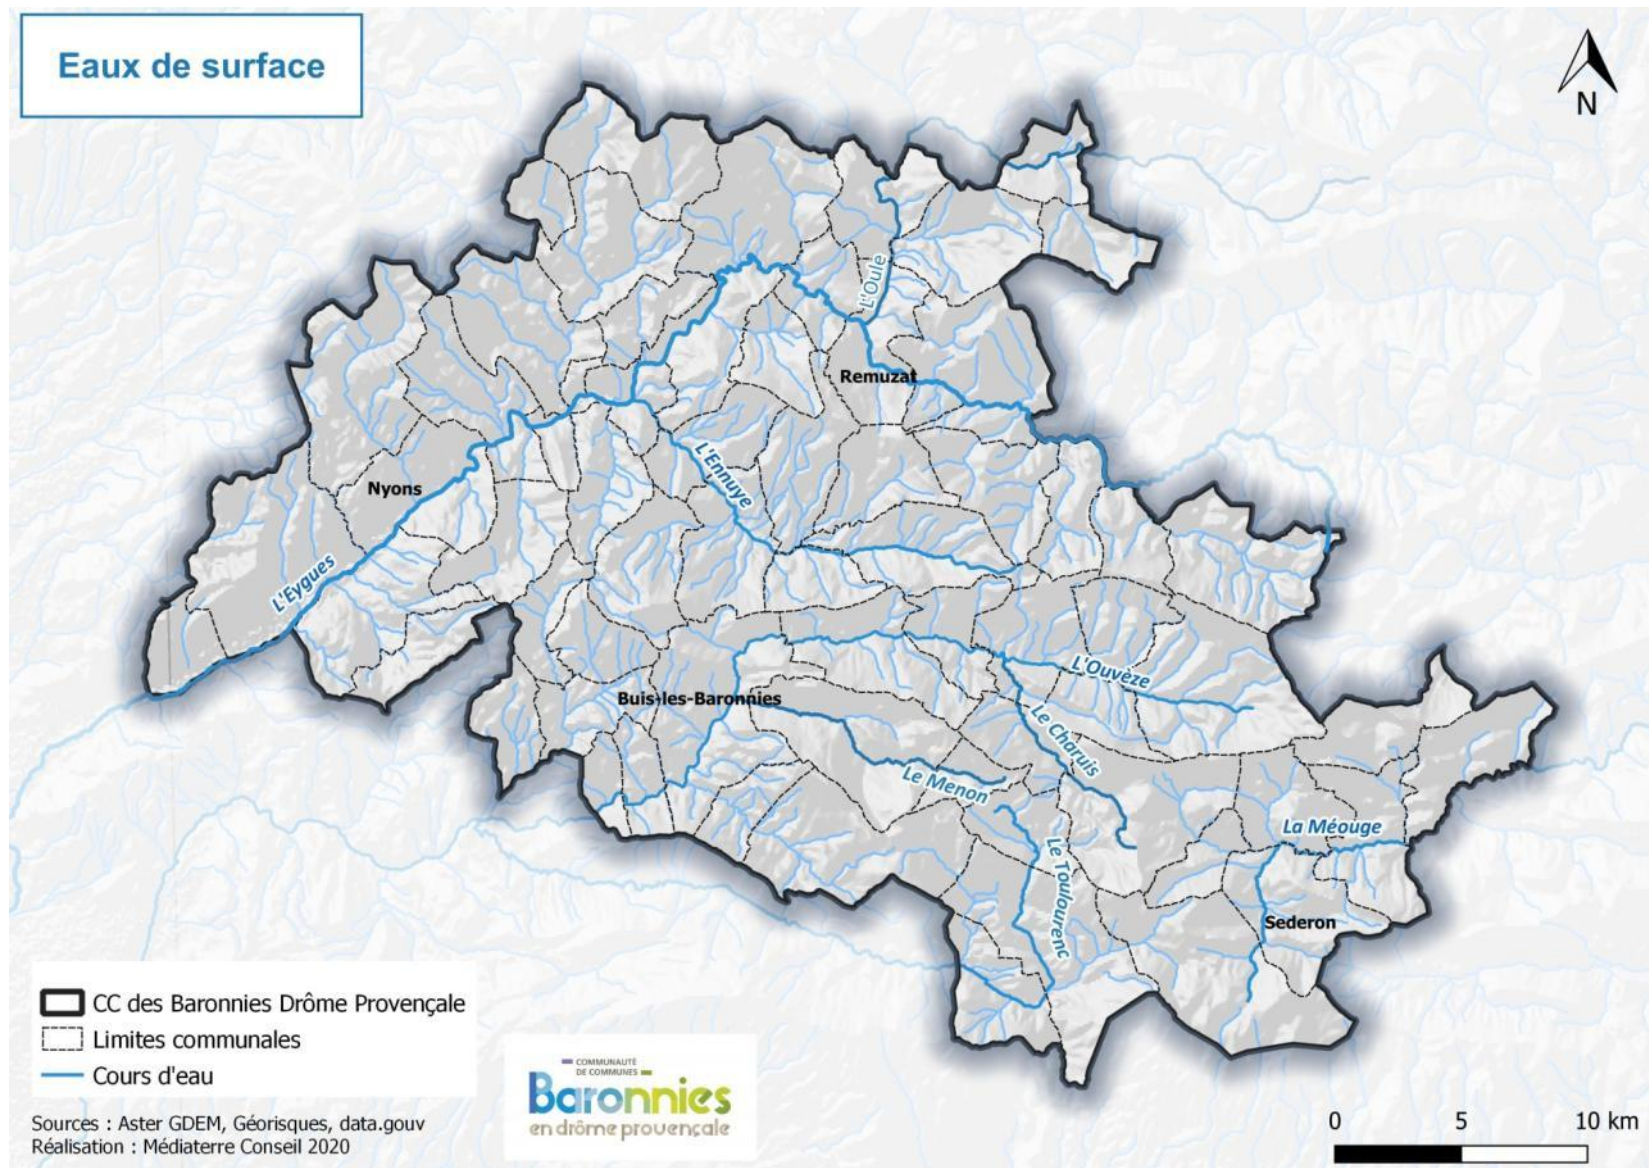 Eaux de surface
N
L'Oule
Remuzat
L'Ennuye
Nyons
L'Eygues
L'Ouvèze
Buis-les-Baronnies
Le Charuis
Le Menon
La Méouge
Le Toulourenc
Sederon
CC des Baronnies Drôme Provençale
Limites communales
Cours d'eau
COMMUNAUTÉ
DE COMMUNES
Baronnies
en drôme provençale
Sources : Aster GDEM, Géorisques, data.gouv
Réalisation : Médiaterre Conseil 2020
0 5 10 km